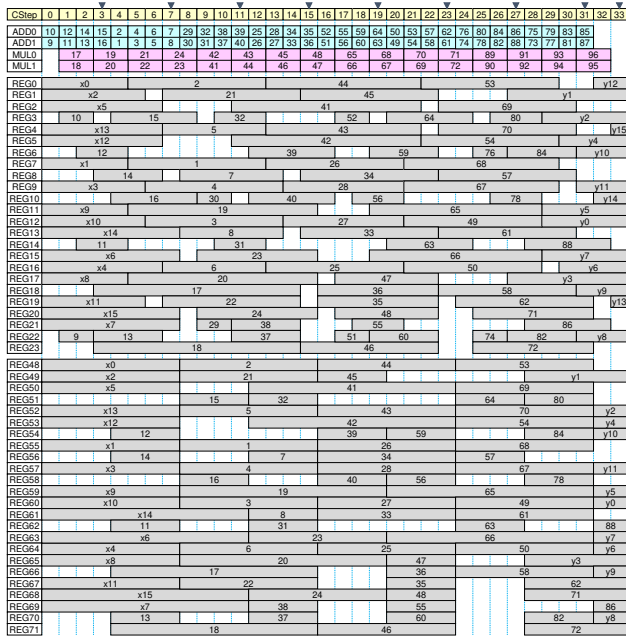 CStep 0 1 2 3 4 5 6 7 8 9 10 11 12 13 14 15 16 17 18 19 20 21 22 23 24 25 26 27 28 29 30 31 32 33
ADD0 10 12 14 15 2 4 6 7 29 32 38 40 25 27 28 34 35 52 55 59 50 51 53 62 76 80 84 86 75 79 83 85
ADD1 9 11 13 16 1 3 5 8 30 31 37 39 26 33 36 51 56 60 63 49 54 58 61 74 78 82 88 73 77 81 87
MUL0 17 19 21 24 42 43 45 48 65 68 70 71 89 91 93 96
MUL1 18 20 22 23 41 44 46 47 66 67 69 72 90 92 94 95
REG0 x0 2 44 53 y12
REG1 x2 21 45 y1
REG2 x5 41 69
REG3 10 15 32 52 64 80 y2
REG4 x13 5 43 70 y15
REG5 x12 42 54 y4
REG6 12 39 59 76 84 y10
REG7 x1 1 26 68
REG8 14 7 34 57
REG9 x3 4 28 67 y11
REG10 16 30 40 56 78 y14
REG11 x9 19 65 y5
REG12 x10 3 27 49 y0
REG13 x14 8 33 61
REG14 11 31 63 88
REG15 x6 23 66 y7
REG16 x4 6 25 50 y6
REG17 x8 20 47 y3
REG18 17 36 58 y9
REG19 x11 22 35 62 y13
REG20 x15 24 48 71
REG21 x7 29 38 55 86
REG22 9 13 37 51 60 74 82 y8
REG23 18 46 72
REG48 x0 2 44 53
REG49 x2 21 45 y1
REG50 x5 41 69
REG51 15 32 64 80
REG52 x13 5 43 70 y2
REG53 x12 42 54 y4
REG54 12 39 59 84 y10
REG55 x1 1 26 68
REG56 14 7 34 57
REG57 x3 4 28 67 y11
REG58 16 40 56 78
REG59 x9 19 65 y5
REG60 x10 3 27 49 y0
REG61 x14 8 33 61
REG62 11 31 63 88
REG63 x6 23 66 y7
REG64 x4 6 25 50 y6
REG65 x8 20 47 y3
REG66 17 36 58 y9
REG67 x11 22 35 62
REG68 x15 24 48 71
REG69 x7 38 55 86
REG70 13 37 60 82 y8
REG71 18 46 72